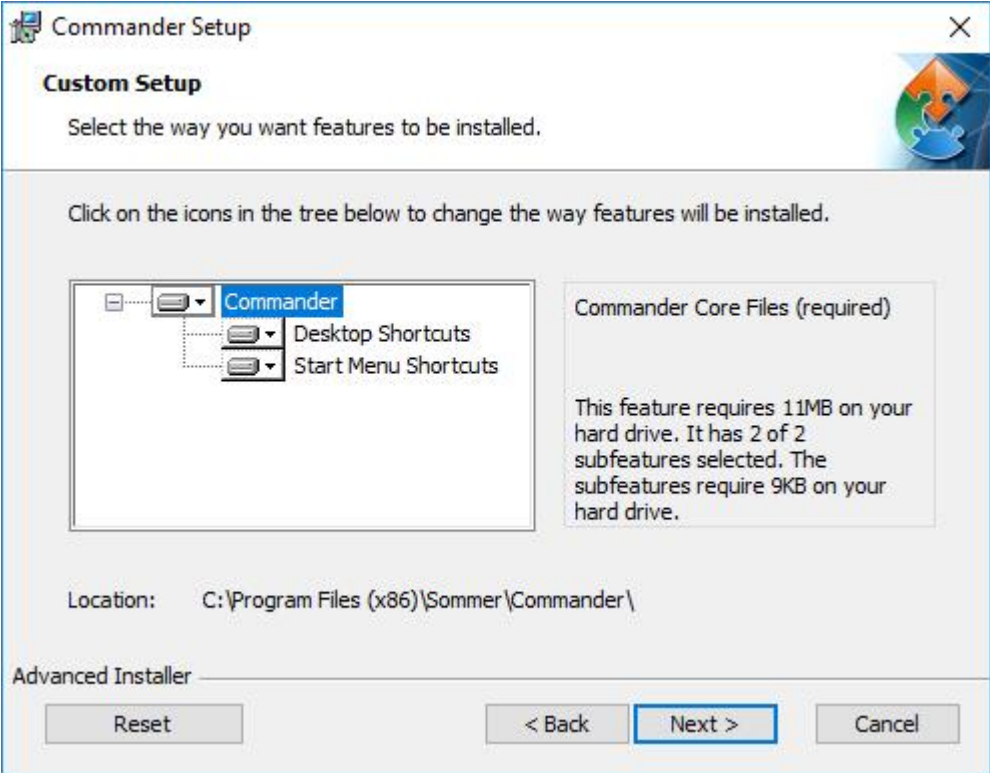 Commander Setup
Custom Setup
Select the way you want features to be installed.
Click on the icons in the tree below to change the way features will be installed.
Commander
Desktop Shortcuts
Start Menu Shortcuts
Commander Core Files (required)
This feature requires 11MB on your
hard drive. It has 2 of 2
subfeatures selected. The
subfeatures require 9KB on your
hard drive.
Location: C:\Program Files (x86)\Sommer\Commander\
Advanced Installer
Reset < Back Next > Cancel